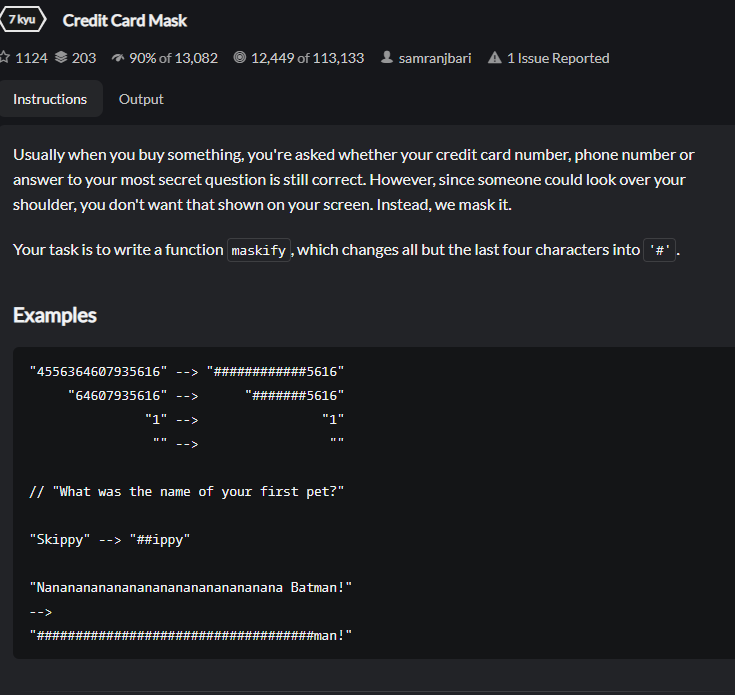 7 kyu Credit Card Mask
1124 203 90% of 13,082 12,449 of 113,133 samranjbari 1 Issue Reported
Instructions Output
Usually when you buy something, you're asked whether your credit card number, phone number or
answer to your most secret question is still correct. However, since someone could look over your
shoulder, you don't want that shown on your screen. Instead, we mask it.
Your task is to write a function maskify, which changes all but the last four characters into '#'.
Examples
"4556364607935616" --> "############5616"
"64607935616" --> "#######5616"
"1" --> "1"
"" --> ""
// "What was the name of your first pet?"
"Skippy" --> "##ippy"
"Nananananananananananananananana Batman!"
-->
"####################################man!"